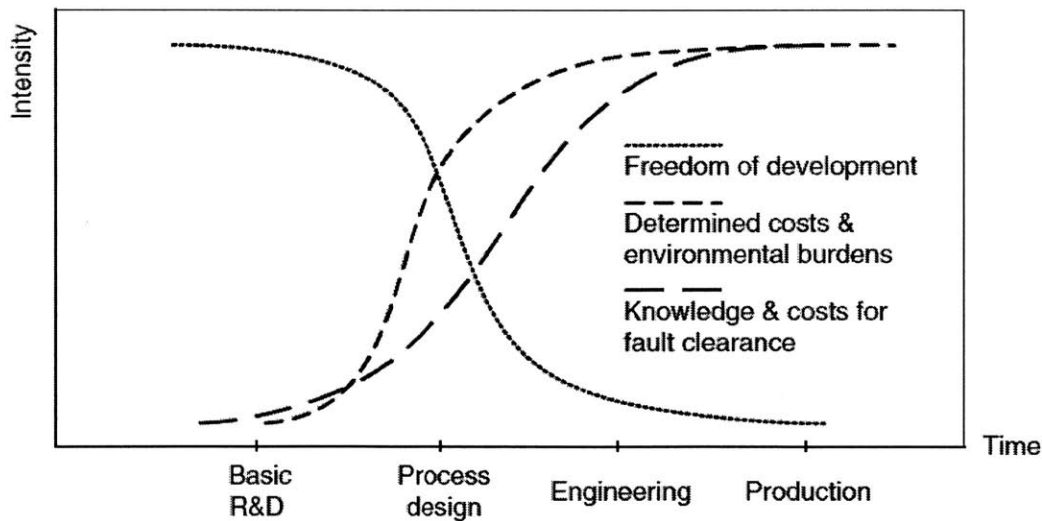 Intensity
Freedom of development
Determined costs &
environmental burdens
Knowledge & costs for
fault clearance
Time
Basic
R&D
Process
design
Engineering
Production